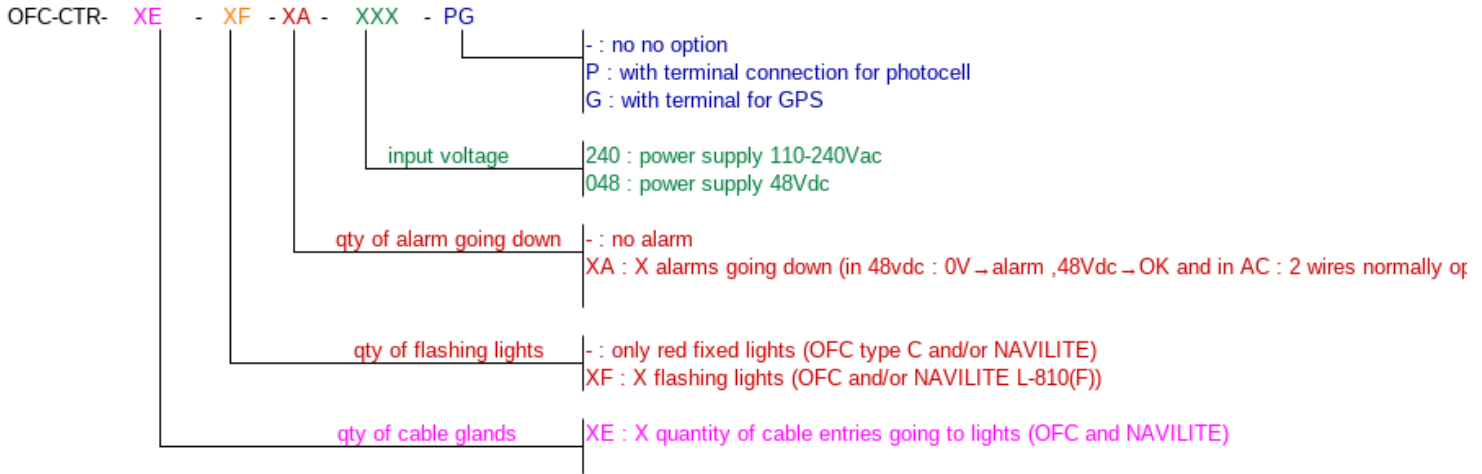 OFC-CTR- XE - XF - XA - XXX - PG
- : no no option
P : with terminal connection for photocell
G : with terminal for GPS
input voltage 240 : power supply 110-240Vac
048 : power supply 48Vdc
qty of alarm going down - : no alarm
XA : X alarms going down (in 48vdc : 0V→alarm ,48Vdc→OK and in AC : 2 wires normally
qty of flashing lights - : only red fixed lights (OFC type C and/or NAVILITE)
XF : X flashing lights (OFC and/or NAVILITE L-810(F))
qty of cable glands XE : X quantity of cable entries going to lights (OFC and NAVILITE)